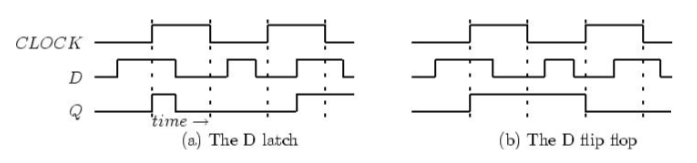 CLOCK
D
Q
time →
(a) The D latch
(b) The D flip flop